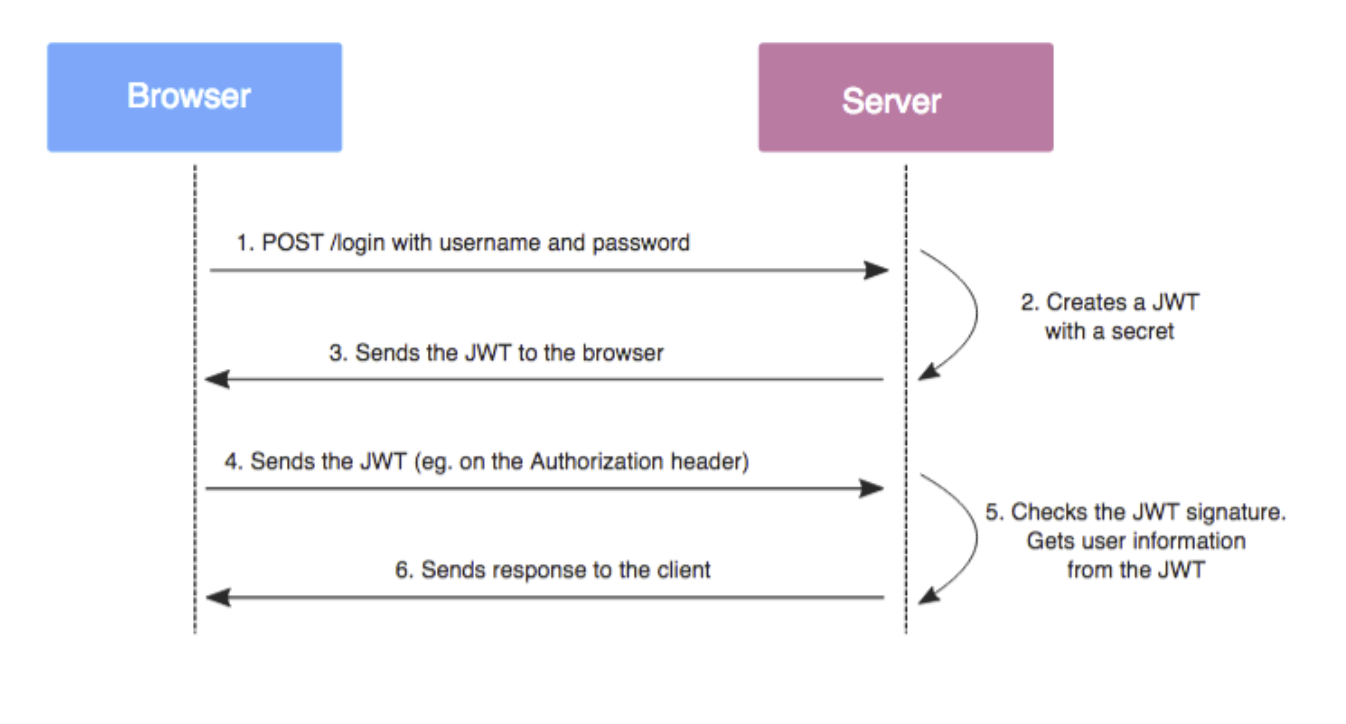 Browser
Server
1. POST /login with username and password
2. Creates a JWT
with a secret
3. Sends the JWT to the browser
4. Sends the JWT (eg. on the Authorization header)
5. Checks the JWT signature.
Gets user information
from the JWT
6. Sends response to the client